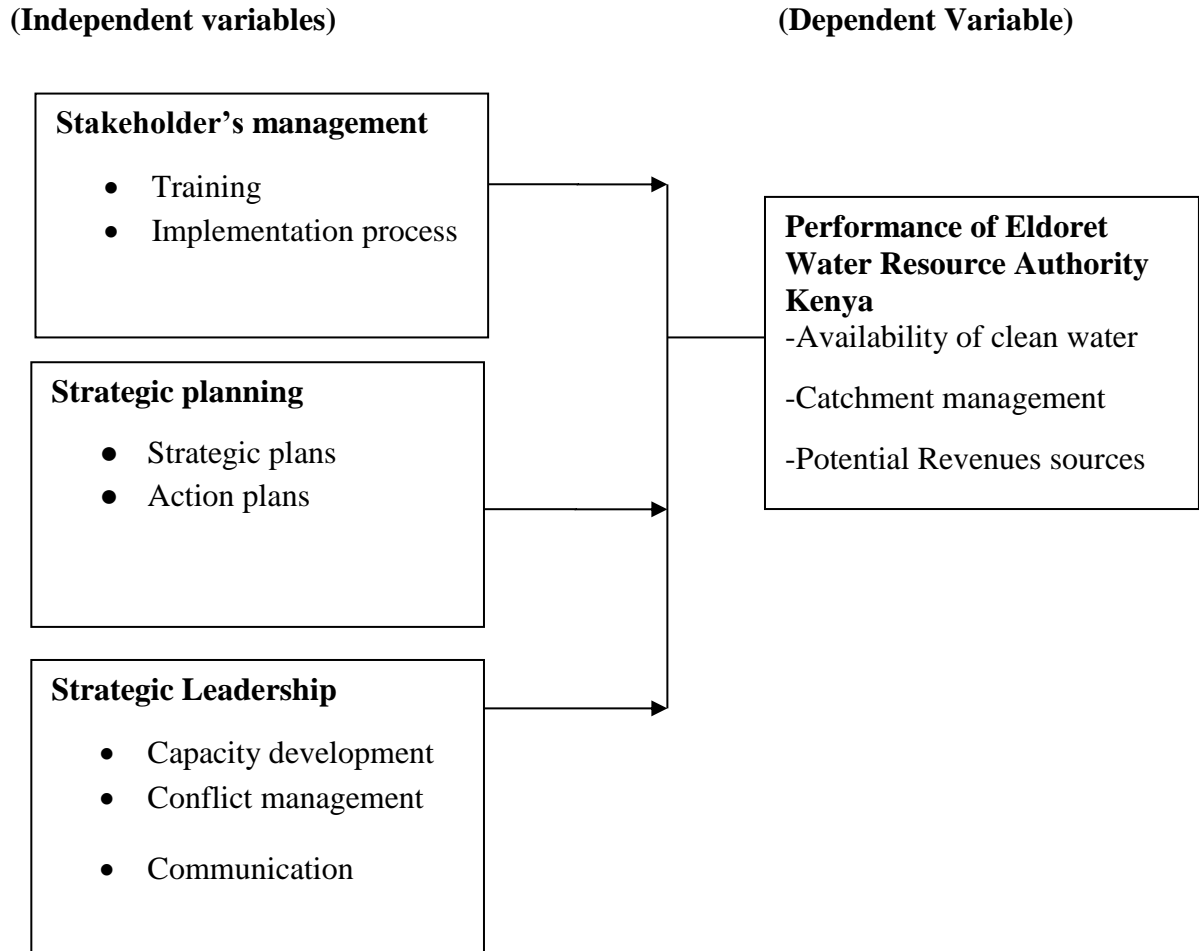 (Independent variables)
(Dependent Variable)
Stakeholder’s management
• Training
• Implementation process
Strategic planning
● Strategic plans
● Action plans
Strategic Leadership
• Capacity development
• Conflict management
• Communication
Performance of Eldoret
Water Resource Authority
Kenya
-Availability of clean water
-Catchment management
-Potential Revenues sources